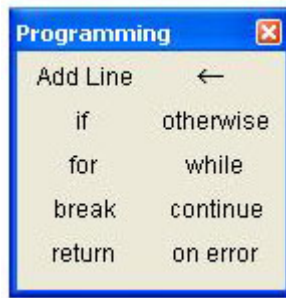 Programming
Add Line ←
if otherwise
for while
break continue
return on error